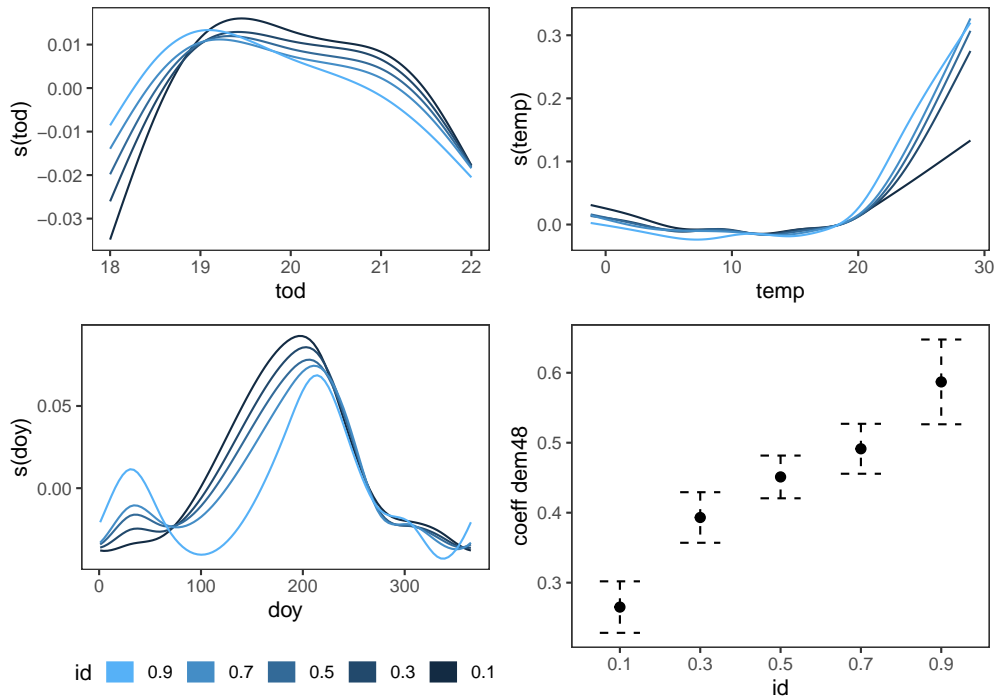 s(tod)
0.01
0.00
−0.01
−0.02
−0.03
18 19 20 21 22
tod
s(temp)
0.3
0.2
0.1
0.0
0 10 20 30
temp
s(doy)
0.05
0.00
0 100 200 300
doy
coeff dem48
0.6
0.5
0.4
0.3
0.1 0.3 0.5 0.7 0.9
id
id 0.9 0.7 0.5 0.3 0.1